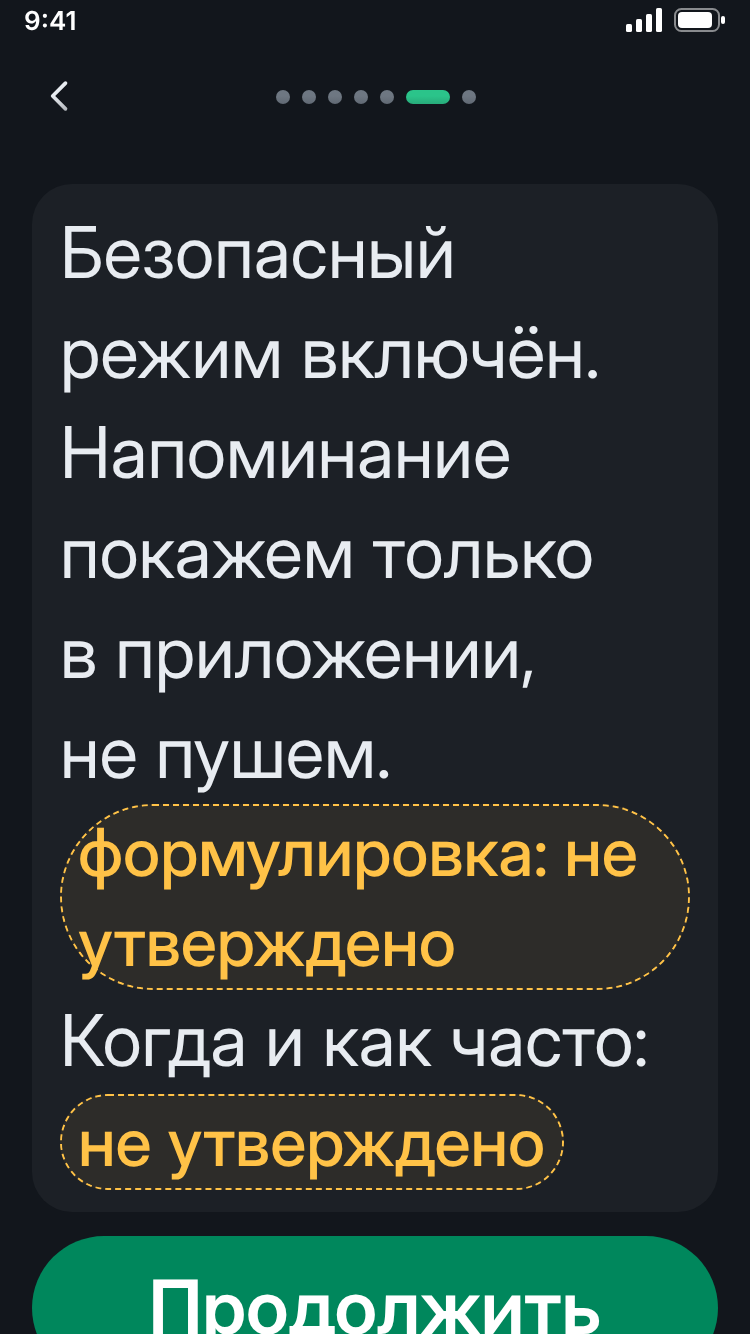 9:41
Безопасный
режим включён.
Напоминание
покажем только
в приложении,
не пушем.
формулировка: не
утверждено
Когда и как часто:
не утверждено
Продолжить